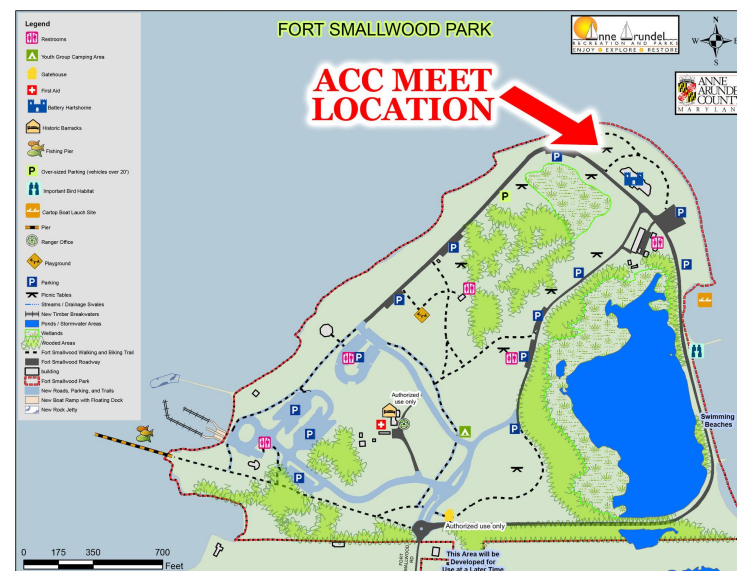 Legend
Restrooms
Youth Group Camping Area
Gatehouse
First Aid
Battery Hartshorne
Historic Barracks
Fishing Pier
P
Over-sized Parking (vehicles over 20')
Important Bird Habitat
Cartop Boat Lauch Site
Pier
Ranger Office
Playground
P
Parking
Picnic Tables
Streams / Drainage Swales
New Timber Breakwaters
Ponds / Stormwater Areas
Wetlands
Wooded Areas
Fort Smallwood Walking and Biking Trail
Fort Smallwood Roadway
building
Fort Smallwood Park
New Roads, Parking, and Trails
New Boat Ramp with Floating Dock
New Rock Jetty
0 175 350 700
Feet
FORT SMALLWOOD PARK
Anne Arundel
RECREATION AND PARKS
ENJOY EXPLORE RESTORE
N
W E
S
ANNE
ARUNDE
COUNTY
MARYLAN
ACC MEET
LOCATION
P
P
P
P
P
P
P
P
P
P
P
P
P
Authorized
use only
Swimming
Beaches
Authorized use only
FORT
This Area will be
Developed for
Use at a Later Time